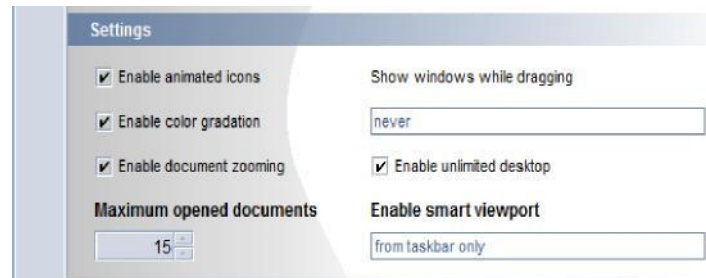 Settings
Enable animated icons
Show windows while dragging
Enable color gradation
never
Enable document zooming
Enable unlimited desktop
Maximum opened documents
Enable smart viewport
15
from taskbar only